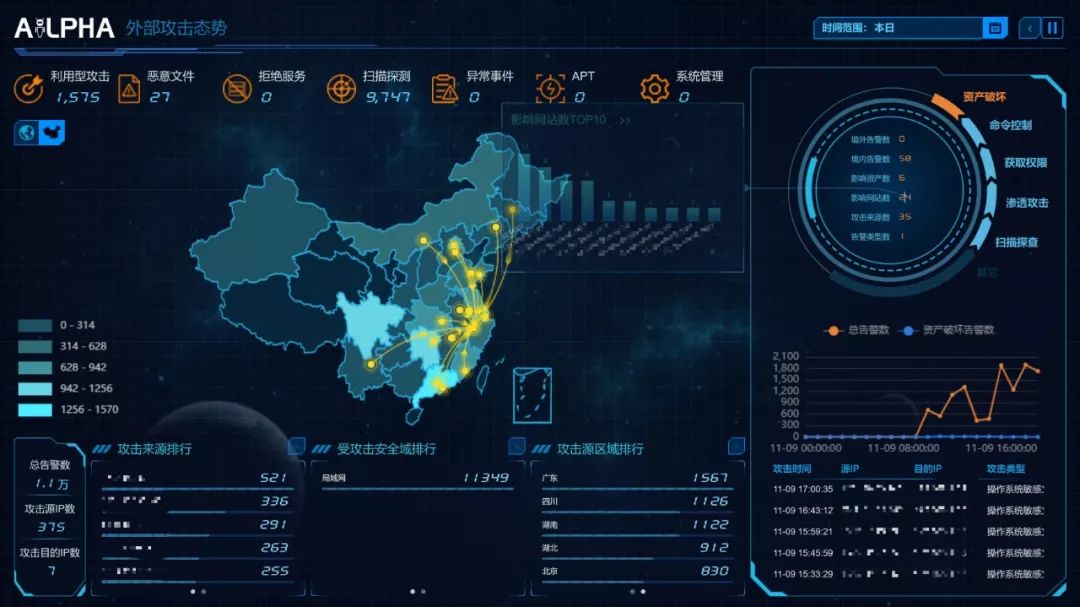 AiLPHA 外部攻击态势
时间范围：本日
利用型攻击 1,575
恶意文件 27
拒绝服务 0
扫描探测 9,747
异常事件 0
APT 0
系统管理 0
影响网站数TOP10 >>
资产破坏
命令控制
获取权限
渗透攻击
扫描探查
其它
境外告警数 0
境内告警数 58
影响资产数 6
影响网站数
攻击来源数 35
告警类型数 1
0 - 314
314 - 628
628 - 942
942 - 1256
1256 - 1570
总告警数 资产破坏告警数
2,100
1,800
1,500
1,200
900
600
300
0
11-09 00:00:00 11-09 08:00:00 11-09 16:00:00
总告警数
1.1万
攻击源IP数
375
攻击目的IP数
7
攻击来源排行
521
336
291
263
255
受攻击安全域排行
局域网 11349
攻击源区域排行
广东 1567
四川 1126
湖南 1122
湖北 912
北京 830
攻击时间 源IP 目的IP 攻击类型
11-09 17:00:35 操作系统敏感
11-09 16:43:12 操作系统敏感
11-09 15:59:21 操作系统敏感
11-09 15:45:59 操作系统敏感
11-09 15:33:29 操作系统敏感